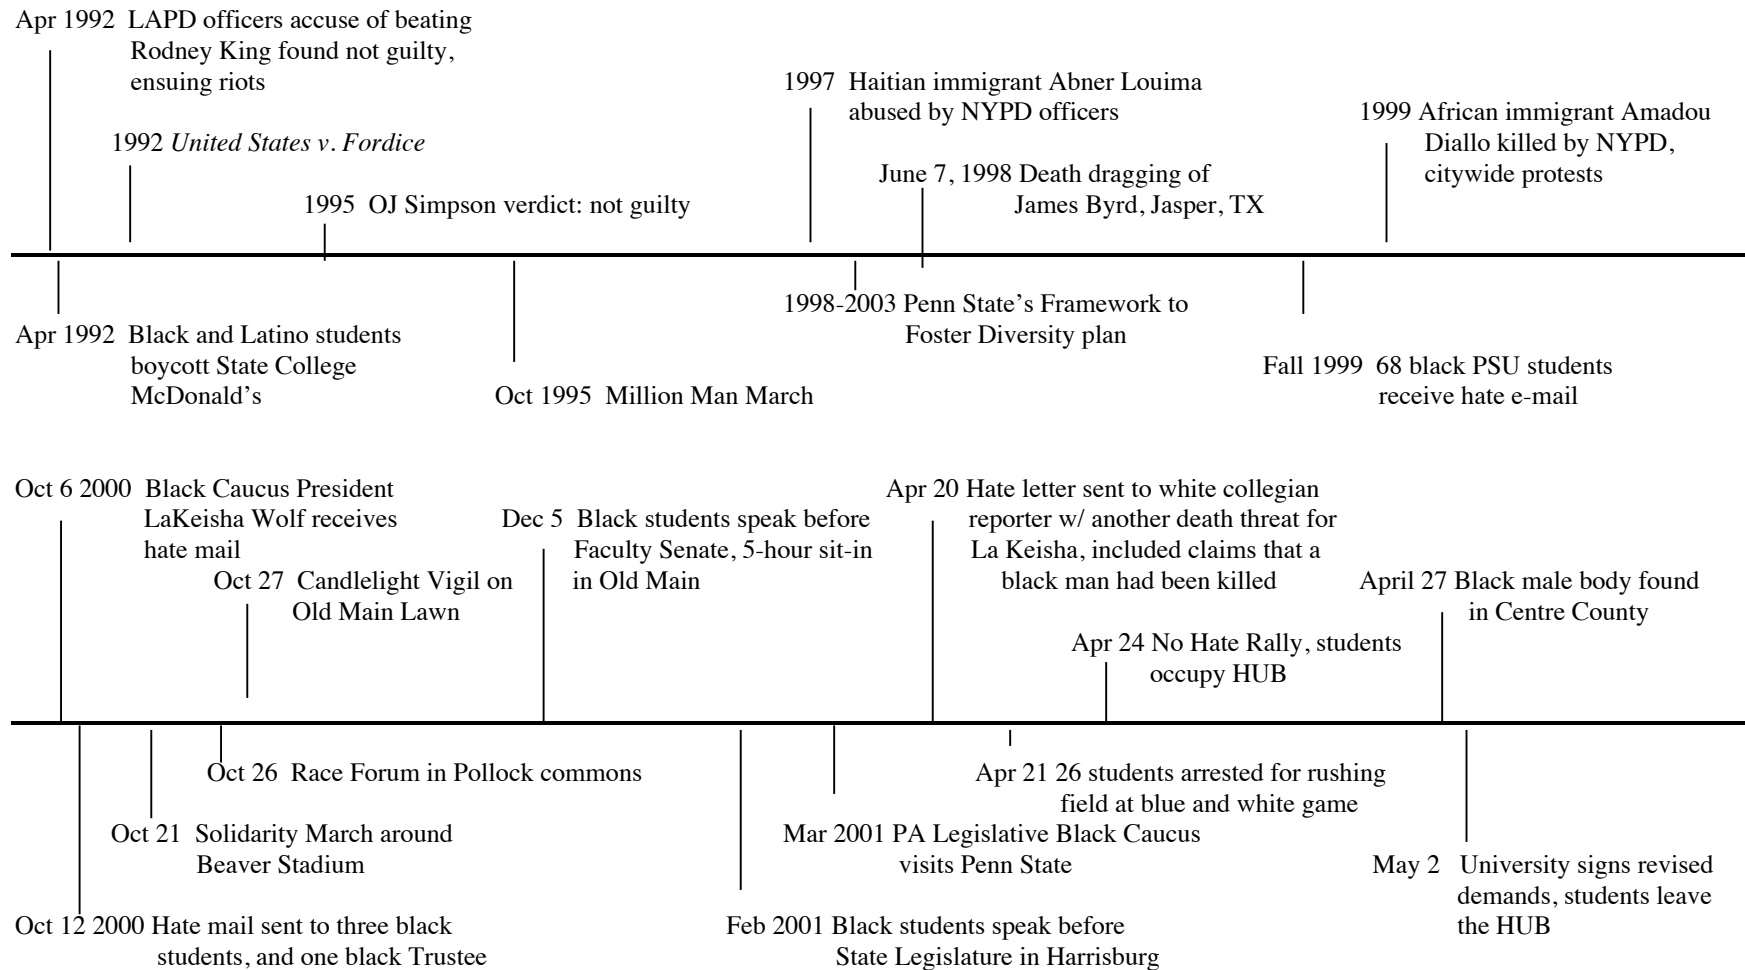 Apr 1992 LAPD officers accuse of beating
Rodney King found not guilty,
ensuing riots
1992 United States v. Fordice
1995 OJ Simpson verdict: not guilty
1997 Haitian immigrant Abner Louima
abused by NYPD officers
June 7, 1998 Death dragging of
James Byrd, Jasper, TX
1999 African immigrant Amadou
Diallo killed by NYPD,
citywide protests
Apr 1992 Black and Latino students
boycott State College
McDonald's
Oct 1995 Million Man March
1998-2003 Penn State's Framework to
Foster Diversity plan
Fall 1999 68 black PSU students
receive hate e-mail
Oct 6 2000 Black Caucus President
LaKeisha Wolf receives
hate mail
Oct 27 Candlelight Vigil on
Old Main Lawn
Dec 5 Black students speak before
Faculty Senate, 5-hour sit-in
in Old Main
Apr 20 Hate letter sent to white collegian
reporter w/ another death threat for
La Keisha, included claims that a
black man had been killed
Apr 24 No Hate Rally, students
occupy HUB
April 27 Black male body found
in Centre County
Oct 26 Race Forum in Pollock commons
Oct 21 Solidarity March around
Beaver Stadium
Oct 12 2000 Hate mail sent to three black
students, and one black Trustee
Apr 21 26 students arrested for rushing
field at blue and white game
Mar 2001 PA Legislative Black Caucus
visits Penn State
Feb 2001 Black students speak before
State Legislature in Harrisburg
May 2 University signs revised
demands, students leave
the HUB